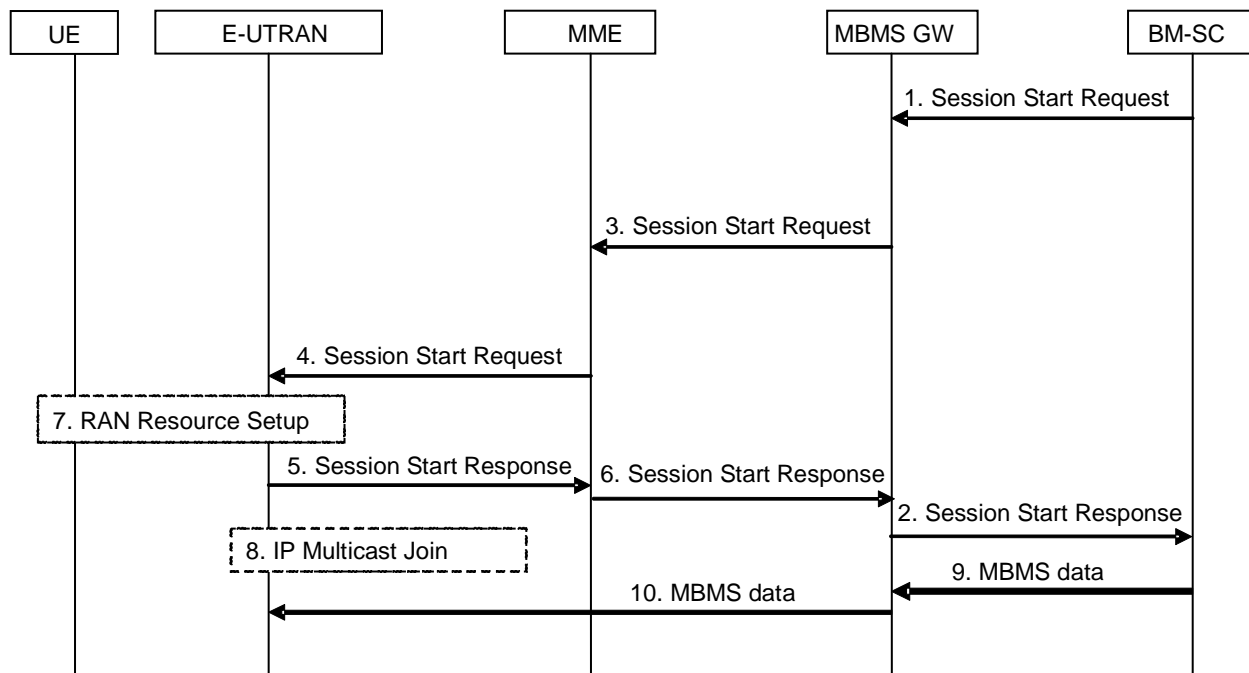 UE
E-UTRAN
MME
MBMS GW
BM-SC
1. Session Start Request
3. Session Start Request
4. Session Start Request
7. RAN Resource Setup
5. Session Start Response
6. Session Start Response
2. Session Start Response
8. IP Multicast Join
9. MBMS data
10. MBMS data